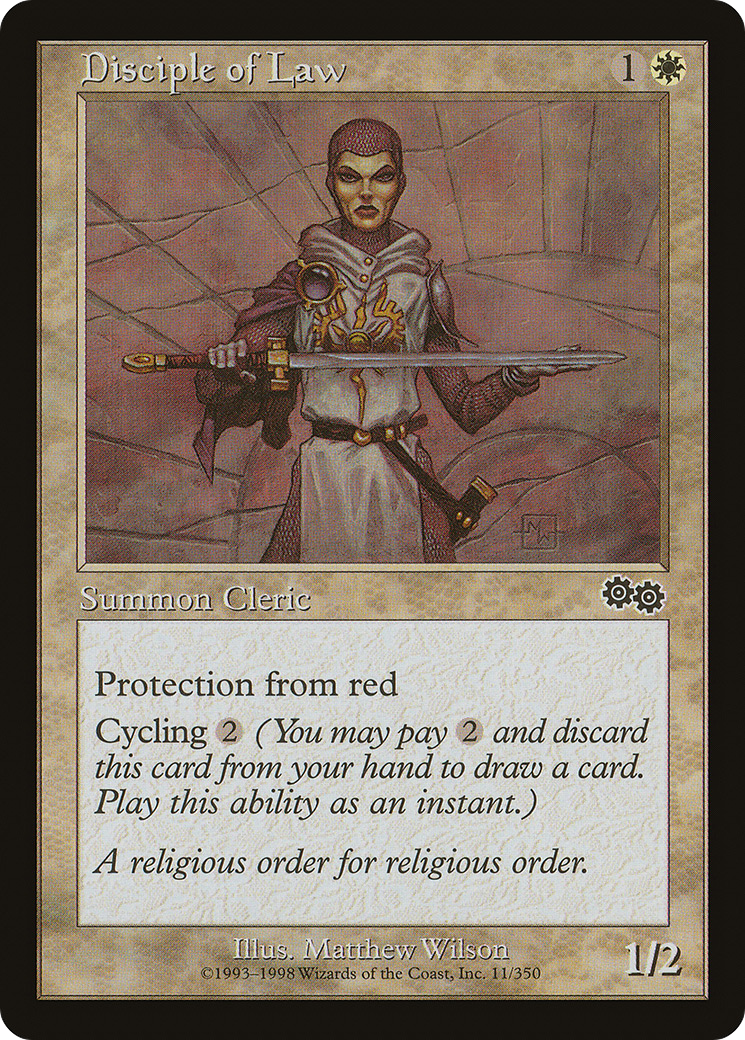 Disciple of Law 1
MW
Summon Cleric
Protection from red
Cycling 2 (You may pay 2 and discard
this card from your hand to draw a card.
Play this ability as an instant.)
A religious order for religious order.
Illus. Matthew Wilson
©1993–1998 Wizards of the Coast, Inc. 11/350
1/2